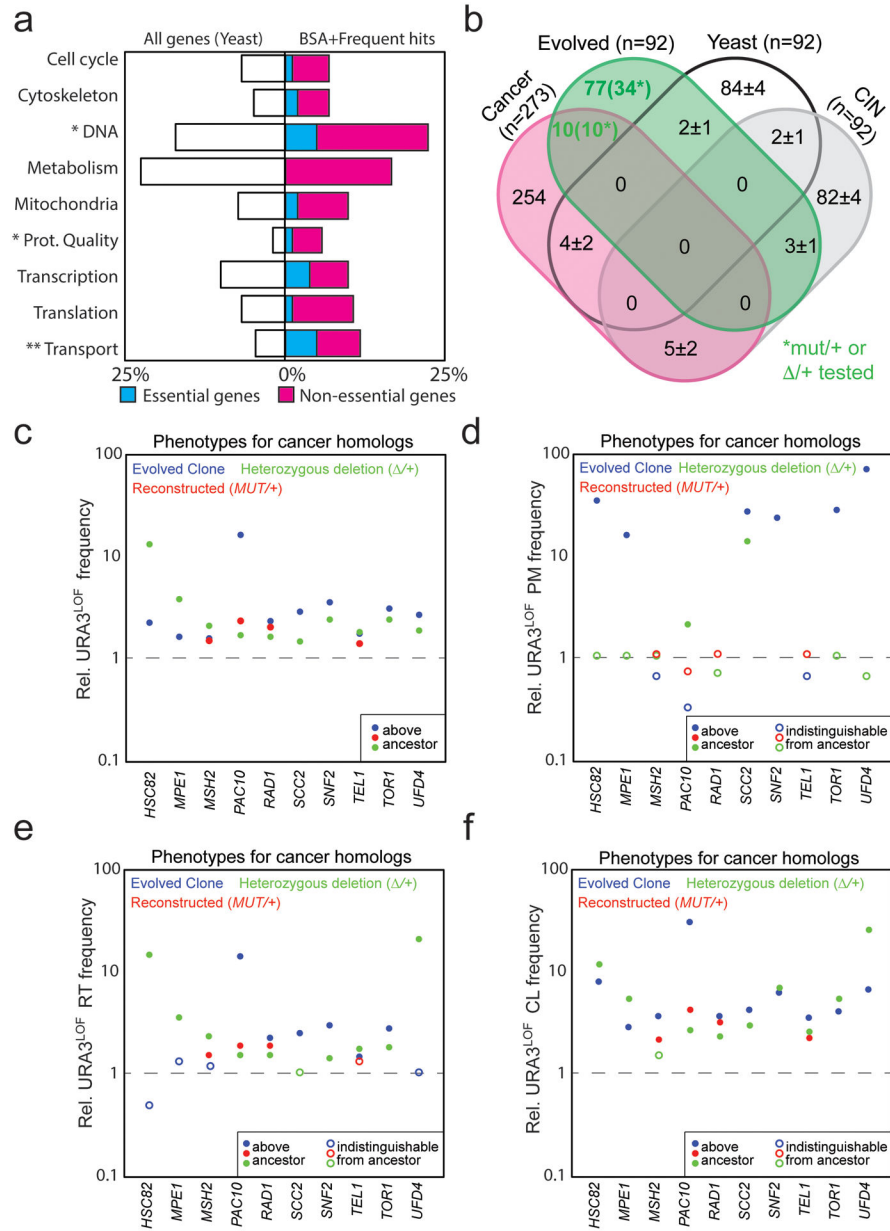 a
All genes (Yeast) BSA+Frequent hits
Cell cycle
Cytoskeleton
* DNA
Metabolism
Mitochondria
* Prot. Quality
Transcription
Translation
** Transport
25% 0% 25%
Essential genes Non-essential genes
b
Evolved (n=92) Yeast (n=92)
Cancer (n=273)
CIN (n=92)
77(34*)
84±4
10(10*)
2±1
2±1
254
0
0
82±4
4±2
0
3±1
0
0
5±2
*mut/+ or
Δ/+ tested
c
Phenotypes for cancer homologs
Evolved Clone Heterozygous deletion (Δ/+)
Reconstructed (MUT/+)
Rel. URA3LOF frequency
100
10
1
0.1
above
ancestor
HSC82 MPE1 MSH2 PAC10 RAD1 SCC2 SNF2 TEL1 TOR1 UFD4
d
Phenotypes for cancer homologs
Evolved Clone Heterozygous deletion (Δ/+)
Reconstructed (MUT/+)
Rel. URA3LOF PM frequency
100
10
1
0.1
above indistinguishable
ancestor from ancestor
HSC82 MPE1 MSH2 PAC10 RAD1 SCC2 SNF2 TEL1 TOR1 UFD4
e
Phenotypes for cancer homologs
Evolved Clone Heterozygous deletion (Δ/+)
Reconstructed (MUT/+)
Rel. URA3LOF RT frequency
100
10
1
0.1
above indistinguishable
ancestor from ancestor
HSC82 MPE1 MSH2 PAC10 RAD1 SCC2 SNF2 TEL1 TOR1 UFD4
f
Phenotypes for cancer homologs
Evolved Clone Heterozygous deletion (Δ/+)
Reconstructed (MUT/+)
Rel. URA3LOF CL frequency
100
10
1
0.1
above indistinguishable
ancestor from ancestor
HSC82 MPE1 MSH2 PAC10 RAD1 SCC2 SNF2 TEL1 TOR1 UFD4